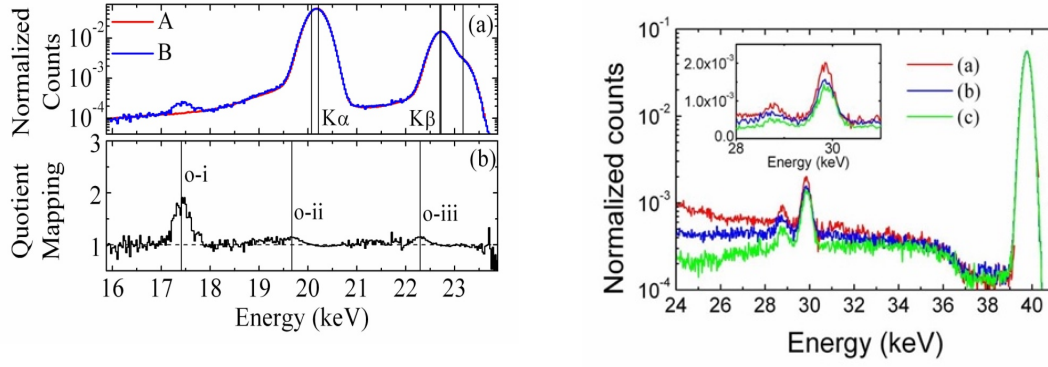 10⁻²
10⁻³
10⁻⁴
Normalized
Counts
A
B
(a)
Kα
Kβ
3
2
1
Quotient
Mapping
(b)
o-i
o-ii
o-iii
16 17 18 19 20 21 22 23
Energy (keV)
10⁻¹
10⁻²
10⁻³
10⁻⁴
Normalized counts
2.0x10⁻³
1.0x10⁻³
0.0
28 30
Energy (keV)
(a)
(b)
(c)
24 26 28 30 32 34 36 38 40
Energy (keV)